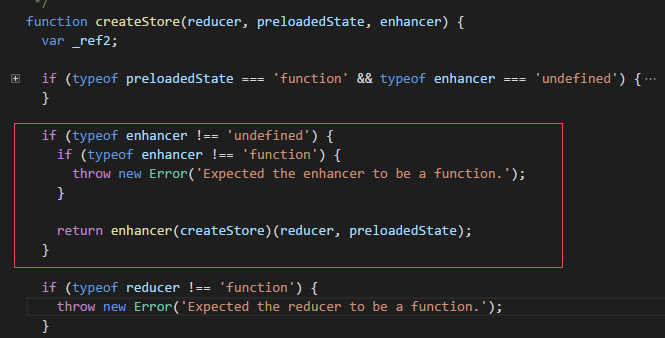 */
function createStore(reducer, preloadedState, enhancer) {
  var _ref2;
  if (typeof preloadedState === 'function' && typeof enhancer === 'undefined') {···
  }
  if (typeof enhancer !== 'undefined') {
    if (typeof enhancer !== 'function') {
      throw new Error('Expected the enhancer to be a function.');
    }
    return enhancer(createStore)(reducer, preloadedState);
  }
  if (typeof reducer !== 'function') {
    throw new Error('Expected the reducer to be a function.');
  }